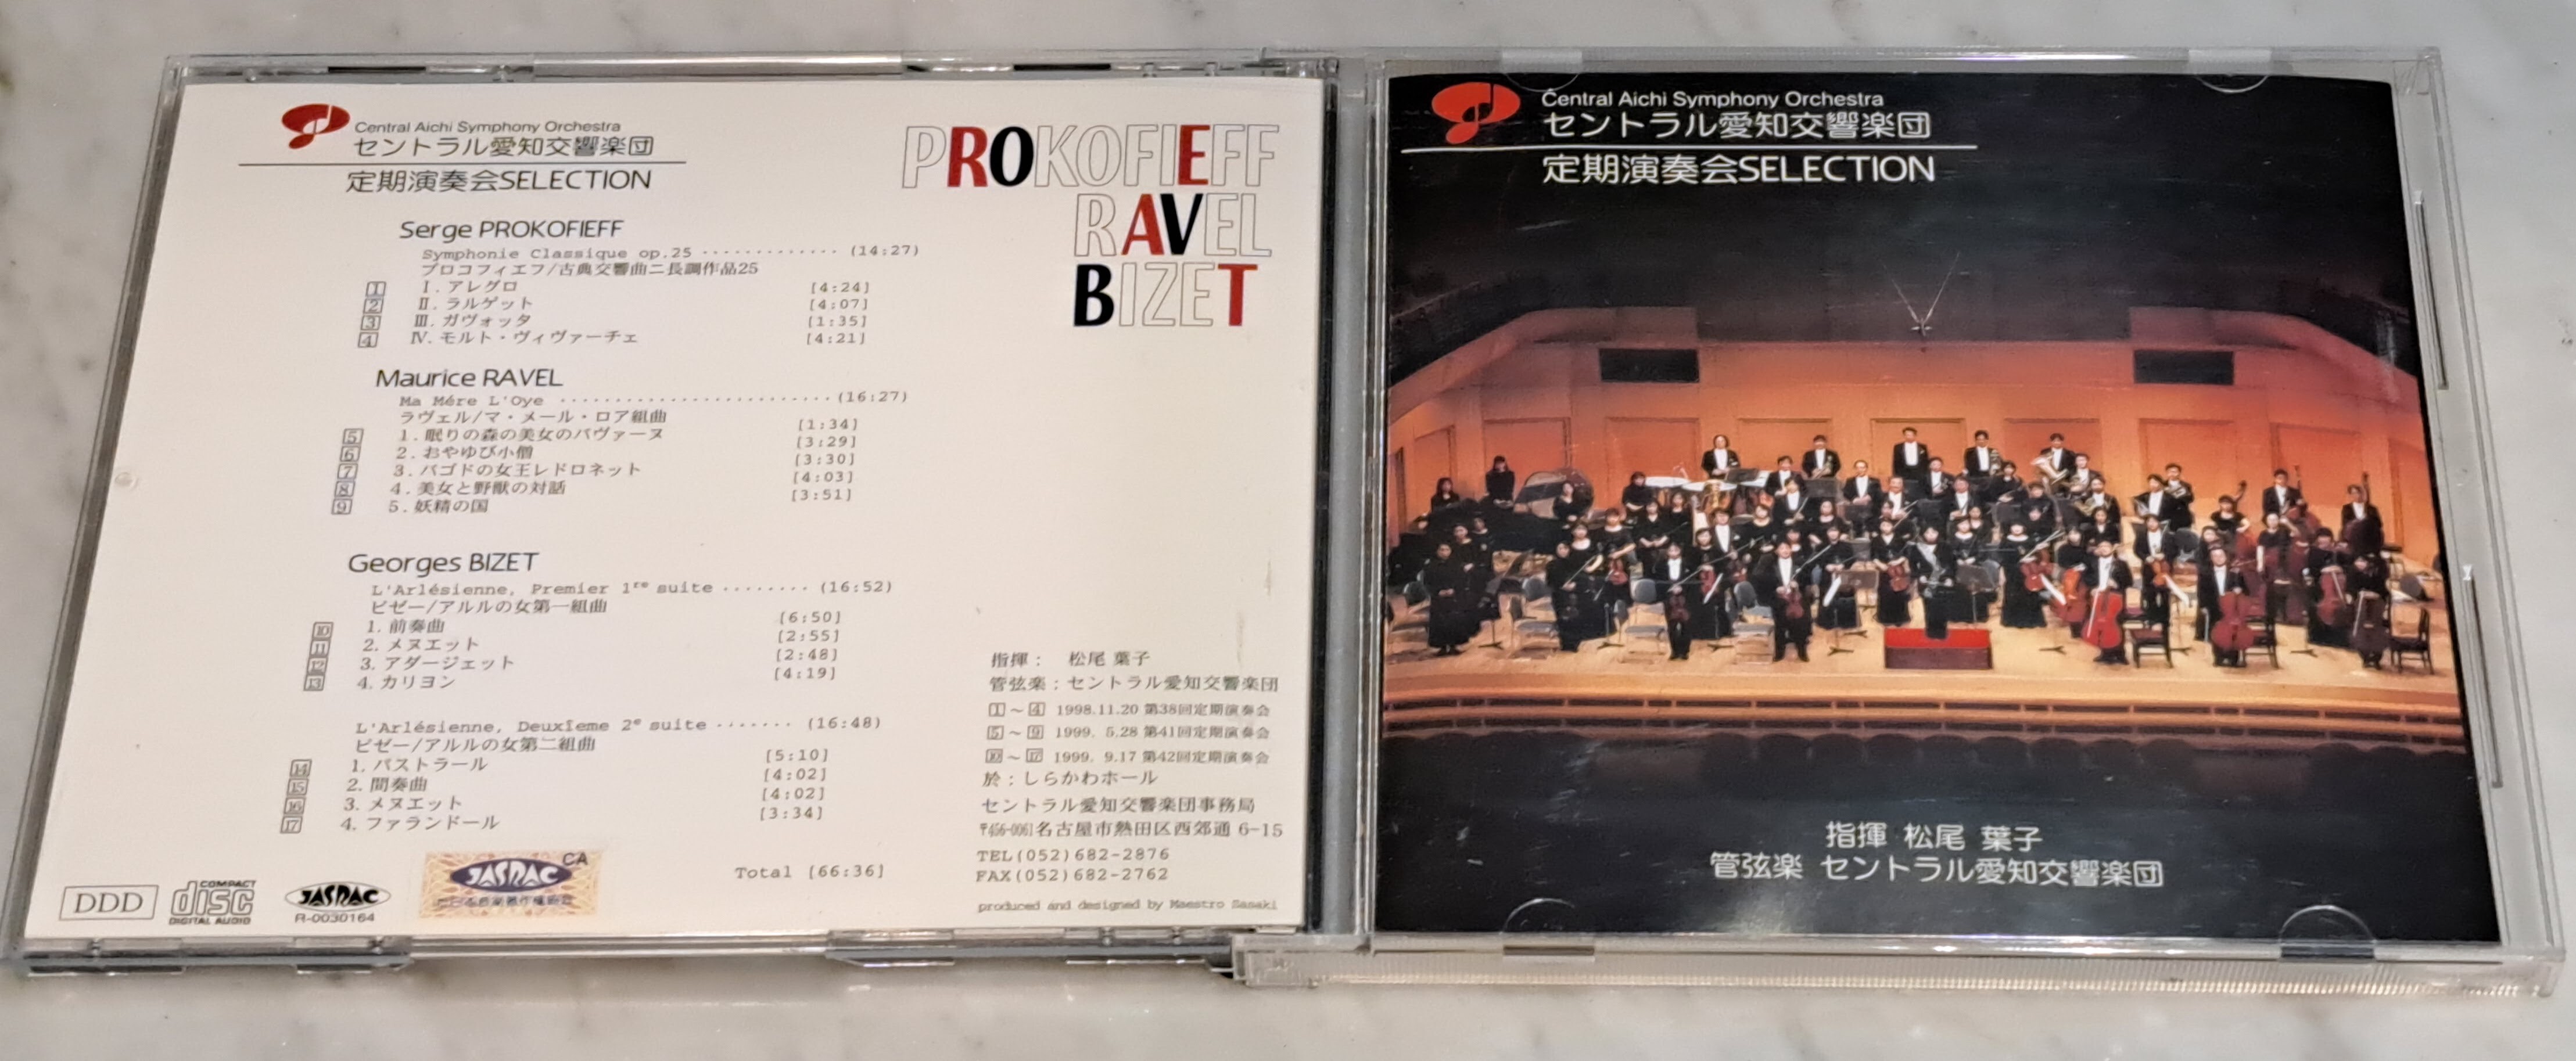 Central Aichi Symphony Orchestra
セントラル愛知交響楽団
定期演奏会SELECTION
PROKOFIEFF
RAVEL
BIZET
Serge PROKOFIEFF
Symphonie Classique op.25 ············· (14:27)
プロコフィエフ/古典交響曲ニ長調作品25
1 Ⅰ. アレグロ [4:24]
2 Ⅱ. ラルゲット [4:07]
3 Ⅲ. ガヴォッタ [1:35]
4 Ⅳ. モルト・ヴィヴァーチェ [4:21]
Maurice RAVEL
Ma Mére L'Oye ························· (16:27)
ラヴェル/マ・メール・ロア組曲
5 1. 眠りの森の美女のパヴァーヌ [1:34]
6 2. おやゆび小僧 [3:29]
7 3. パゴドの女王レドロネット [3:30]
8 4. 美女と野獣の対話 [4:03]
9 5. 妖精の国 [3:51]
Georges BIZET
L'Arlésienne, Premier 1re suite ········ (16:52)
ビゼー/アルルの女第一組曲
10 1. 前奏曲 [6:50]
11 2. メヌエット [2:55]
12 3. アダージェット [2:48]
13 4. カリヨン [4:19]
L'Arlésienne, Deuxîeme 2e suite ······· (16:48)
ビゼー/アルルの女第二組曲
14 1. パストラール [5:10]
15 2.間奏曲 [4:02]
16 3. メヌエット [4:02]
17 4. ファランドール [3:34]
Total [66:36]
指揮： 松尾 葉子
管弦楽：セントラル愛知交響楽団
1～4 1998.11.20 第38回定期演奏会
5～9 1999. 5.28 第41回定期演奏会
10～17 1999. 9.17 第42回定期演奏会
於：しらかわホール
セントラル愛知交響楽団事務局
〒456-0061名古屋市熱田区西郊通 6-15
TEL(052)682-2876
FAX(052)682-2762
produced and designed by Maestro Sasaki
DDD
COMPACT
disc
DIGITAL AUDIO
JASRAC
R-0030164
CA
JASRAC
Central Aichi Symphony Orchestra
セントラル愛知交響楽団
定期演奏会SELECTION
指揮 松尾 葉子
管弦楽 セントラル愛知交響楽団